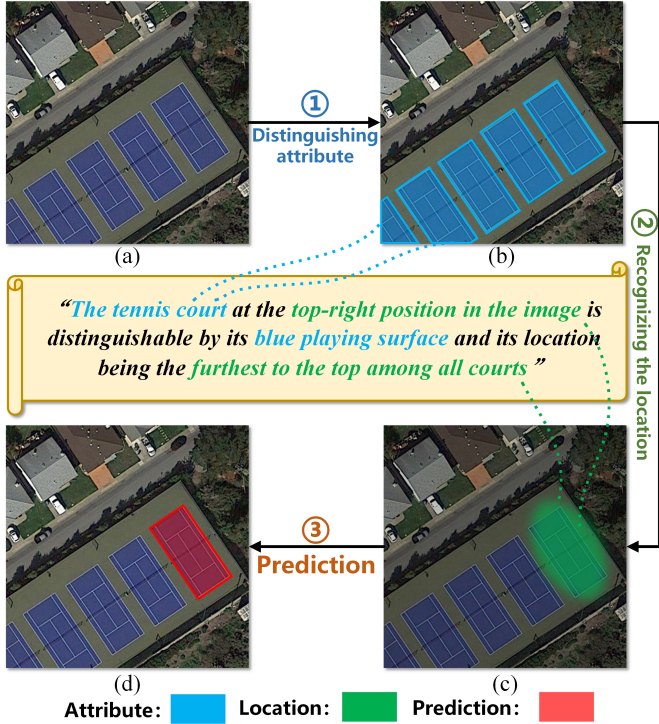 ①
Distinguishing
attribute
(a)
(b)
② Recognizing the location
“The tennis court at the top-right position in the image is
distinguishable by its blue playing surface and its location
being the furthest to the top among all courts ”
③
Prediction
(d)
(c)
Attribute:
Location:
Prediction: